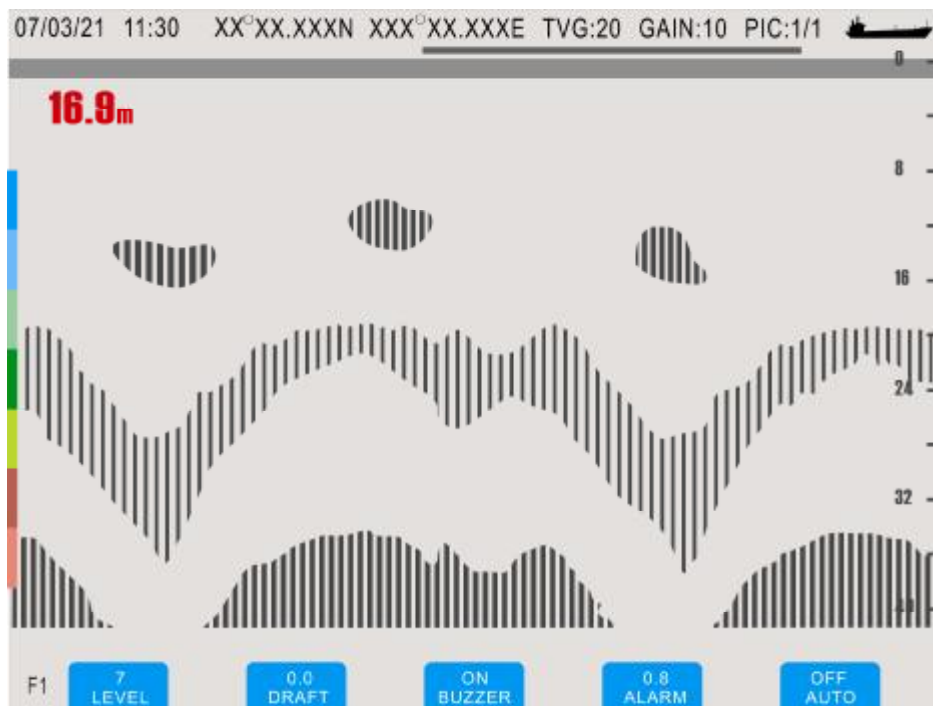 07/03/21 11:30 XX°XX.XXXN XXX°XX.XXXE TVG:20 GAIN:10 PIC:1/1
0
16.9m
8
16
24
32
F1
7
LEVEL
0.0
DRAFT
ON
BUZZER
0.8
ALARM
OFF
AUTO